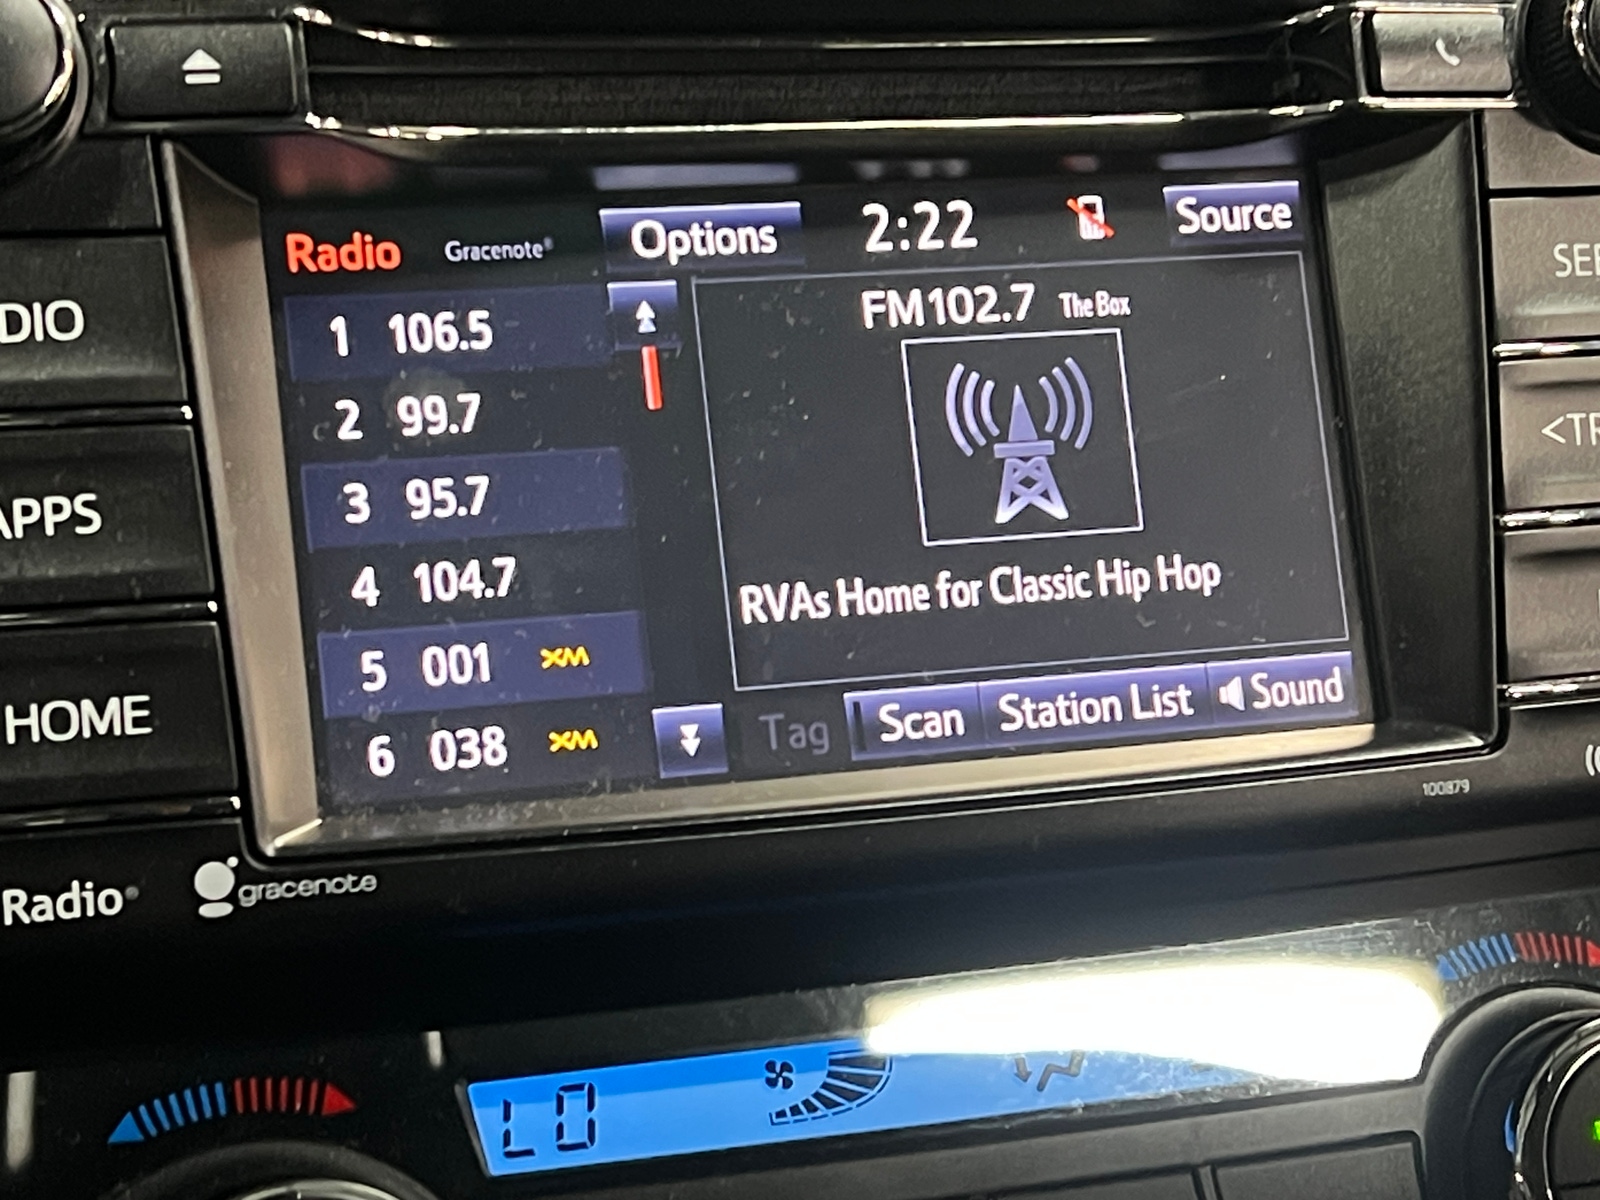 Radio Gracenote® Options 2:22 Source
1 106.5
2 99.7
3 95.7
4 104.7
5 001 XM
6 038 XM
FM102.7 The Box
RVAs Home for Classic Hip Hop
Tag Scan Station List Sound
DIO
APPS
HOME
SEE
<TR
100879
Radio®
gracenote
LO